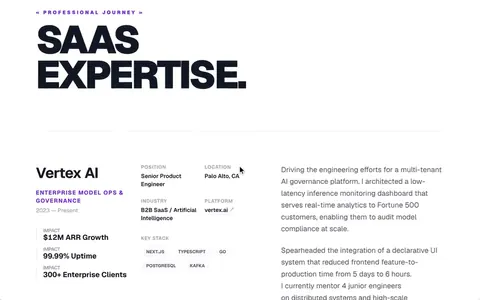 « PROFESSIONAL JOURNEY »
SAAS
EXPERTISE.
Vertex AI
ENTERPRISE MODEL OPS &
GOVERNANCE
2023 — Present
IMPACT
$12M ARR Growth
IMPACT
99.99% Uptime
IMPACT
300+ Enterprise Clients
POSITION
Senior Product
Engineer
LOCATION
Palo Alto, CA
INDUSTRY
B2B SaaS / Artificial
Intelligence
PLATFORM
vertex.ai
KEY STACK
NEXT.JS
TYPESCRIPT
GO
POSTGRESQL
KAFKA
Driving the engineering efforts for a multi-tenant
AI governance platform. I architected a low-
latency inference monitoring dashboard that
serves real-time analytics to Fortune 500
customers, enabling them to audit model
compliance at scale.
Spearheaded the integration of a declarative UI
system that reduced frontend feature-to-
production time from 5 days to 6 hours.
I currently mentor 4 junior engineers
on distributed systems and high-scale